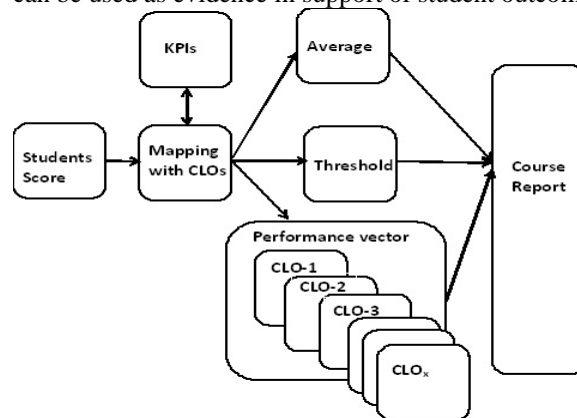 can be used as evidence in support of student outcom
KPIs
Average
Students
Score
Mapping
with CLOs
Threshold
Course
Report
Performance vector
CLO-1
CLO-2
CLO-3
CLOₓ